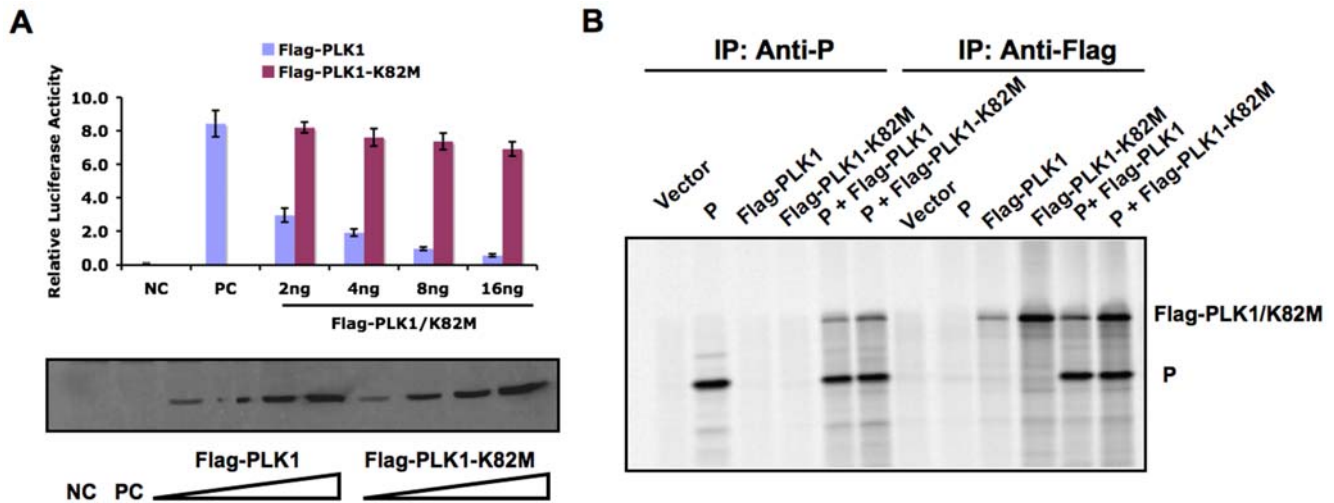 A
Flag-PLK1
Flag-PLK1-K82M
Relative Luciferase Acticity
10.0
8.0
6.0
4.0
2.0
0.0
NC PC 2ng 4ng 8ng 16ng
Flag-PLK1/K82M
Flag-PLK1 Flag-PLK1-K82M
NC PC
B
IP: Anti-P IP: Anti-Flag
Vector
P
Flag-PLK1
Flag-PLK1-K82M
P + Flag-PLK1
P + Flag-PLK1-K82M
Vector
P
Flag-PLK1
Flag-PLK1-K82M
P+ Flag-PLK1
P + Flag-PLK1-K82M
Flag-PLK1/K82M
P